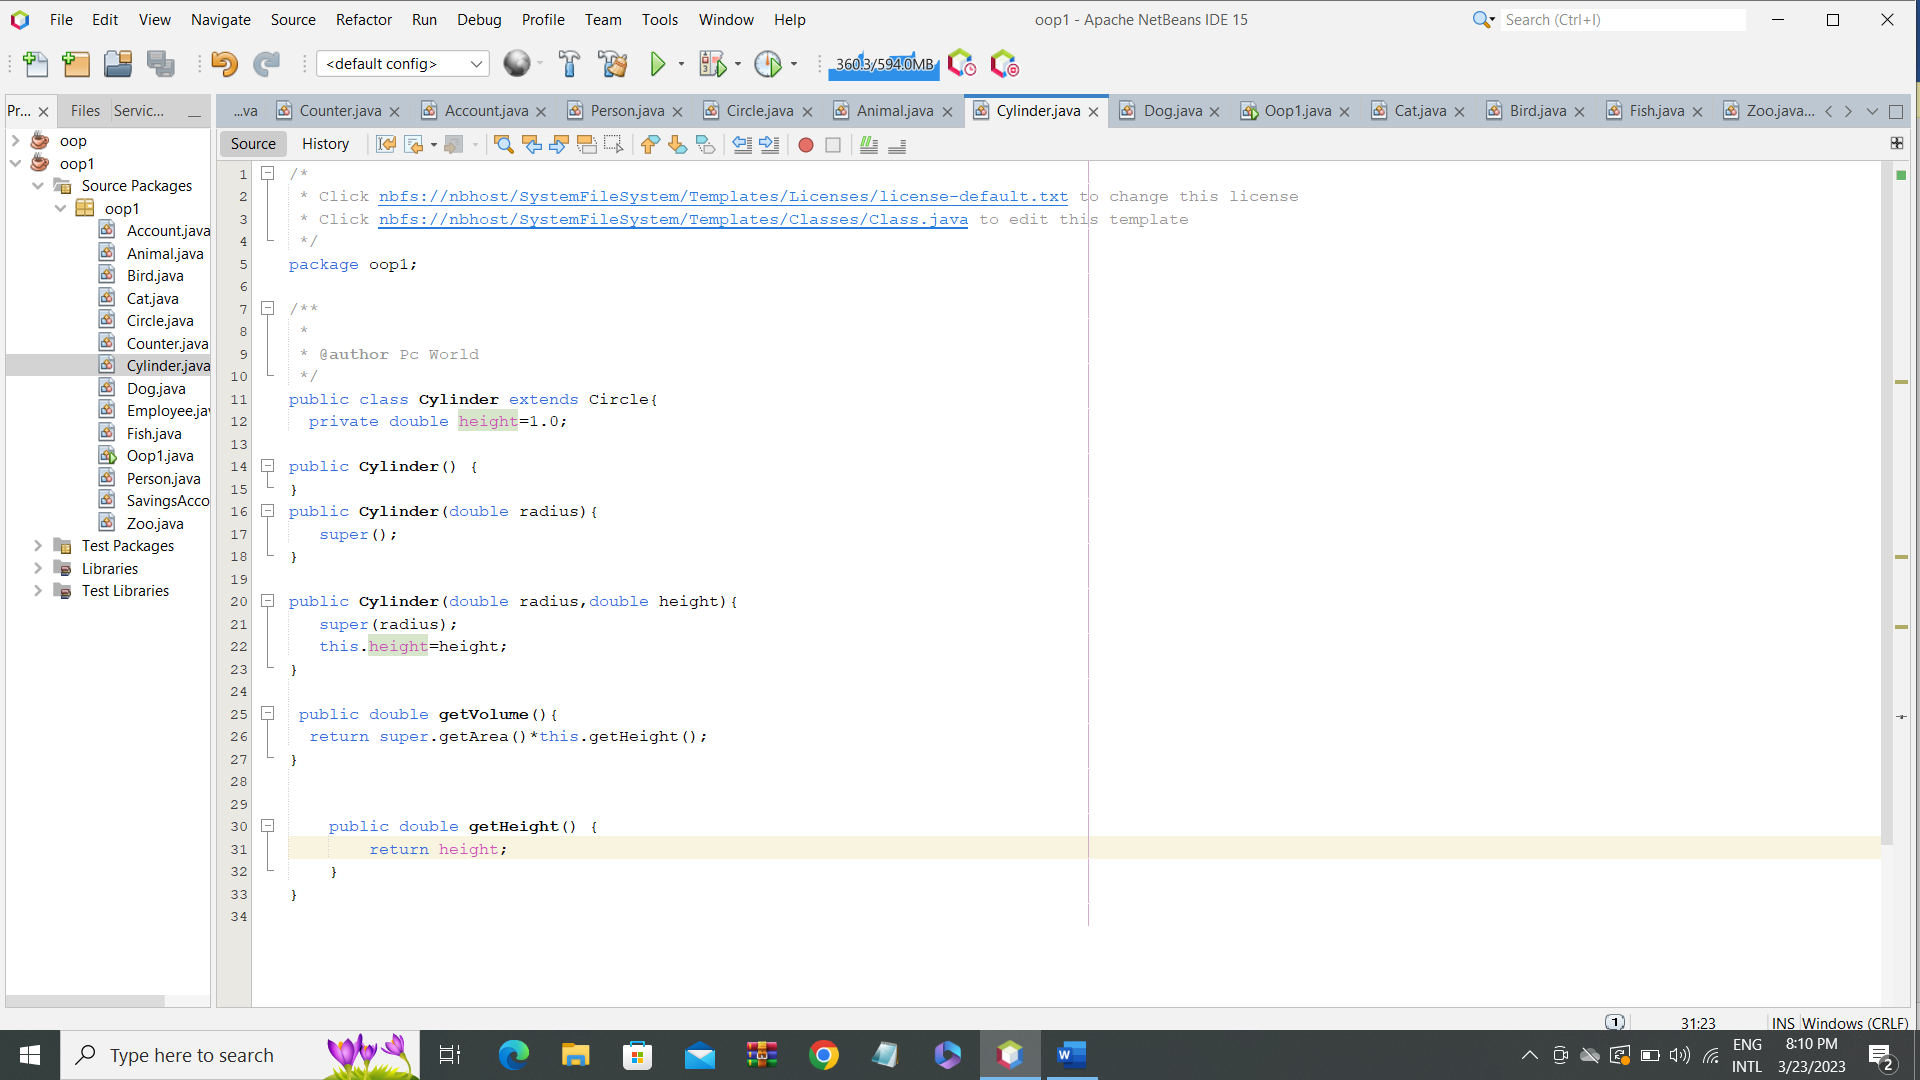 File Edit View Navigate Source Refactor Run Debug Profile Team Tools Window Help oop1 - Apache NetBeans IDE 15 Search (Ctrl+I)
<default config> 360.3/594.0MB
Pr... Files Servic... ...va Counter.java Account.java Person.java Circle.java Animal.java Cylinder.java Dog.java Oop1.java Cat.java Bird.java Fish.java Zoo.java...
Source History
oop
oop1
Source Packages
oop1
Account.java
Animal.java
Bird.java
Cat.java
Circle.java
Counter.java
Cylinder.java
Dog.java
Employee.jav
Fish.java
Oop1.java
Person.java
SavingsAcco
Zoo.java
Test Packages
Libraries
Test Libraries
1 /*
2 * Click nbfs://nbhost/SystemFileSystem/Templates/Licenses/license-default.txt to change this license
3 * Click nbfs://nbhost/SystemFileSystem/Templates/Classes/Class.java to edit this template
4 */
5 package oop1;
6
7 /**
8 *
9 * @author Pc World
10 */
11 public class Cylinder extends Circle{
12 private double height=1.0;
13
14 public Cylinder() {
15 }
16 public Cylinder(double radius){
17 super();
18 }
19
20 public Cylinder(double radius,double height){
21 super(radius);
22 this.height=height;
23 }
24
25 public double getVolume(){
26 return super.getArea()*this.getHeight();
27 }
28
29
30 public double getHeight() {
31 return height;
32 }
33 }
34
1 31:23 INS Windows (CRLF)
Type here to search
ENG
INTL
8:10 PM
3/23/2023
2